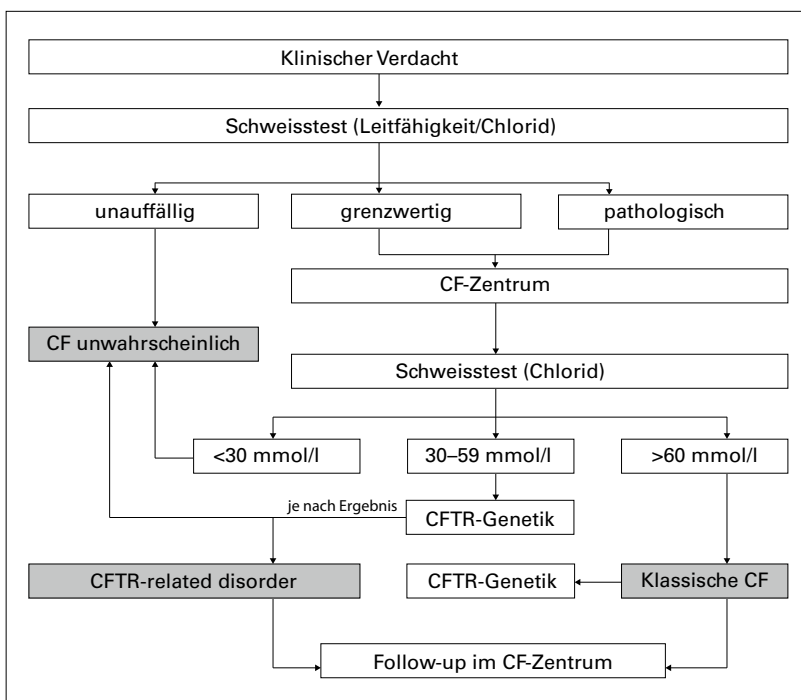 Klinischer Verdacht
Schweisstest (Leitfähigkeit/Chlorid)
unauffällig
grenzwertig
pathologisch
CF-Zentrum
CF unwahrscheinlich
Schweisstest (Chlorid)
<30 mmol/l
30–59 mmol/l
>60 mmol/l
je nach Ergebnis
CFTR-Genetik
CFTR-related disorder
CFTR-Genetik
Klassische CF
Follow-up im CF-Zentrum